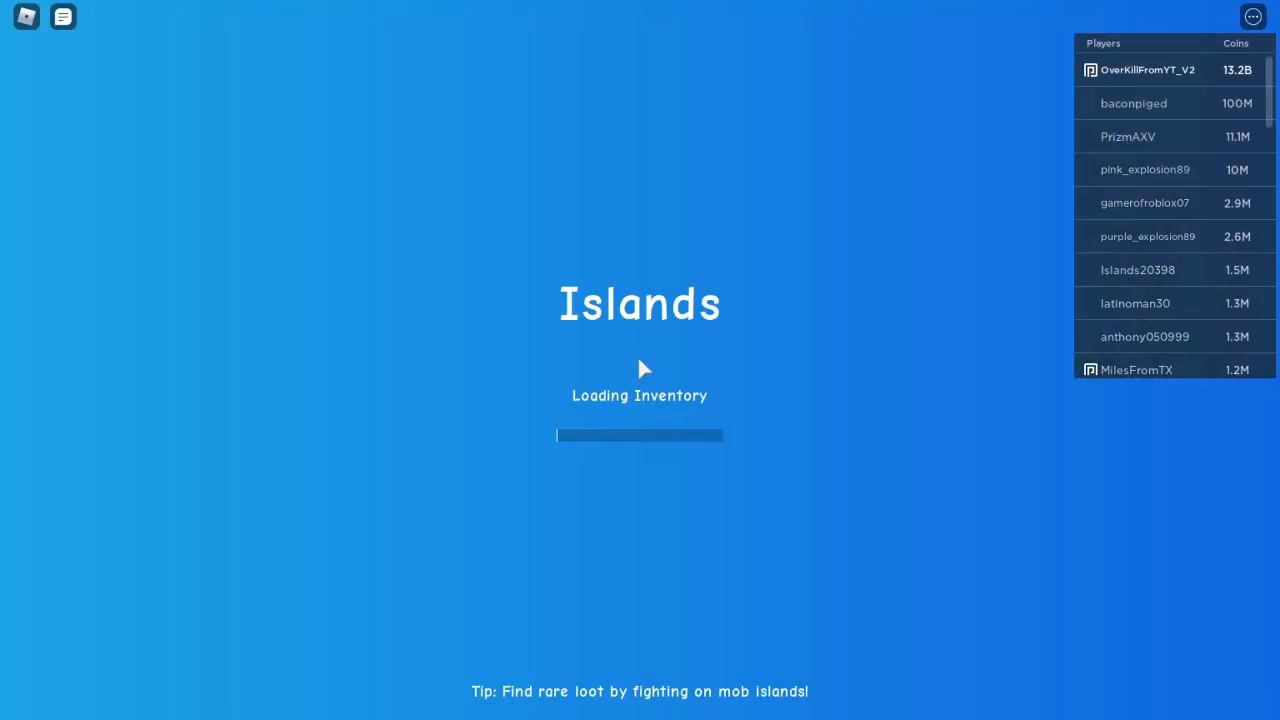 Players Coins
OverKillFromYT_V2 13.2B
baconpiged 100M
PrizmAXV 11.1M
pink_explosion89 10M
gamerofroblox07 2.9M
purple_explosion89 2.6M
Islands20398 1.5M
latinoman30 1.3M
anthony050999 1.3M
MilesFromTX 1.2M
Islands
Loading Inventory
Tip: Find rare loot by fighting on mob islands!